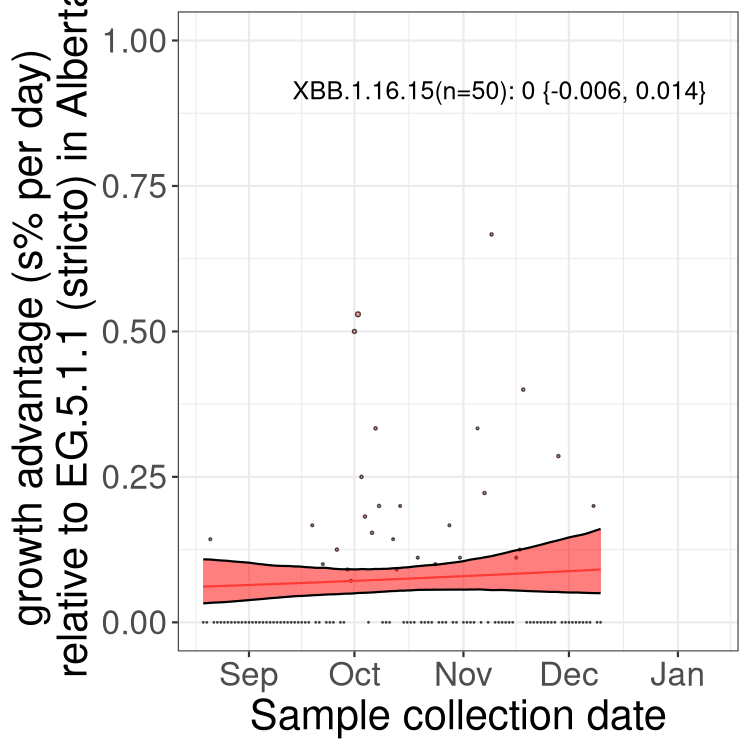 growth advantage (s% per day)
relative to EG.5.1.1 (stricto) in Alberta
1.00
0.75
0.50
0.25
0.00
XBB.1.16.15(n=50): 0 {-0.006, 0.014}
Sep Oct Nov Dec Jan
Sample collection date